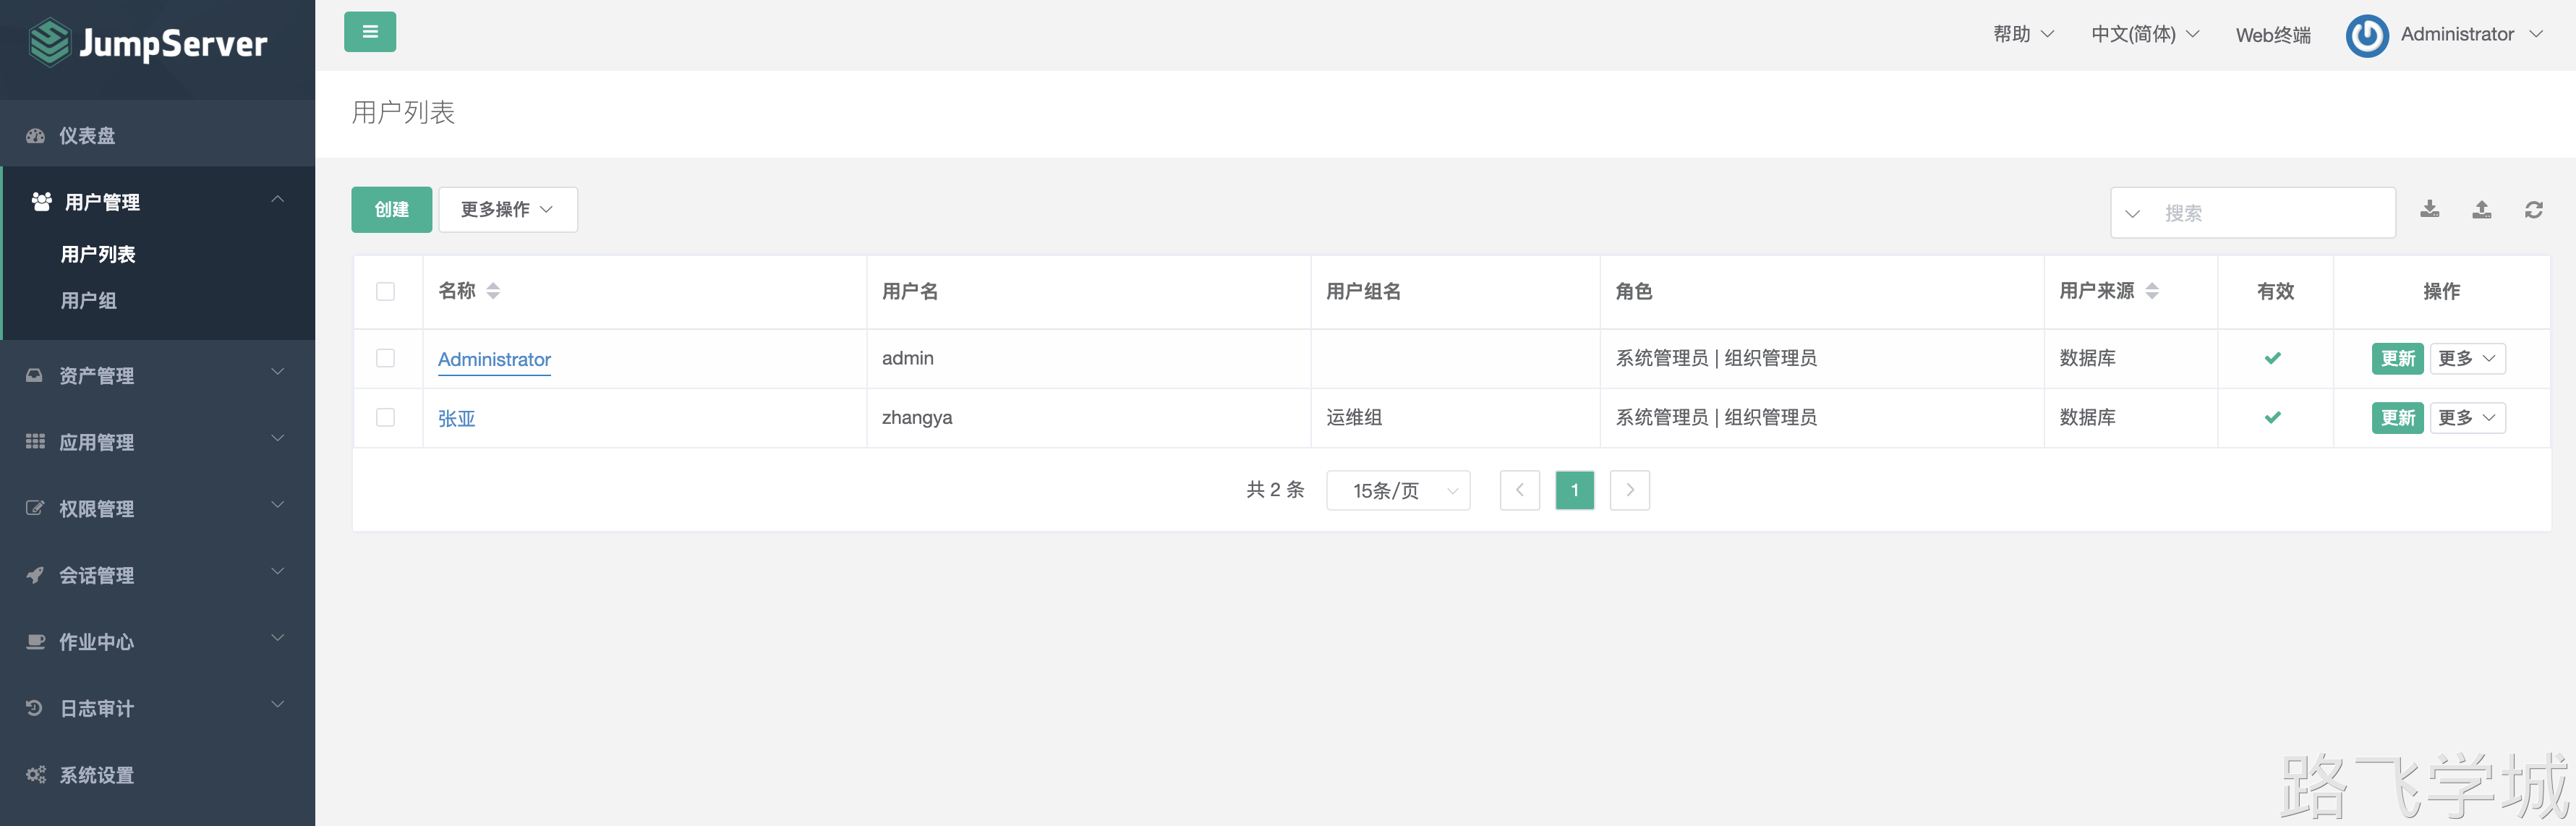 JumpServer
帮助
中文(简体)
Web终端
Administrator
用户列表
仪表盘
用户管理
用户列表
用户组
资产管理
应用管理
权限管理
会话管理
作业中心
日志审计
系统设置
创建
更多操作
搜索
名称 用户名 用户组名 角色 用户来源 有效 操作
Administrator admin 系统管理员 | 组织管理员 数据库 更新 更多
张亚 zhangya 运维组 系统管理员 | 组织管理员 数据库 更新 更多
共 2 条 15条/页 1
路飞学城